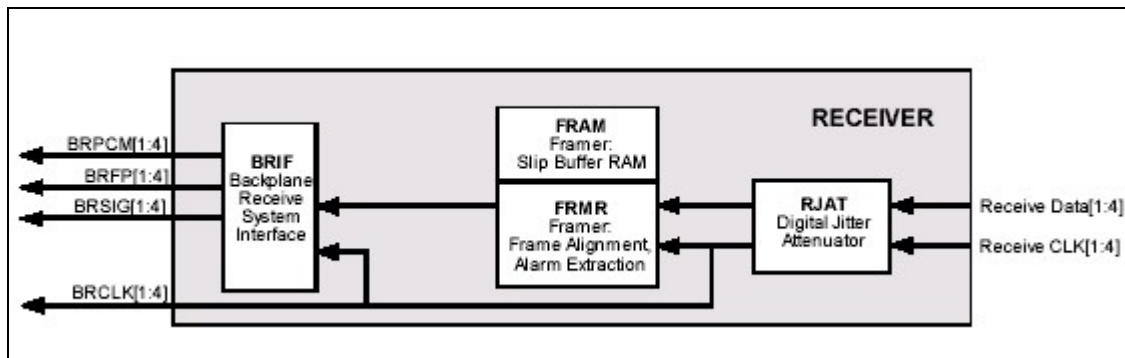 RECEIVER
BRPCM[1:4]
BRFP[1:4]
BRSIG[1:4]
BRCLK[1:4]
BRIF
Backplane
Receive
System
Interface
FRAM
Framer:
Slip Buffer RAM
FRMR
Framer:
Frame Alignment,
Alarm Extraction
RJAT
Digital Jitter
Attenuator
Receive Data[1:4]
Receive CLK[1:4]